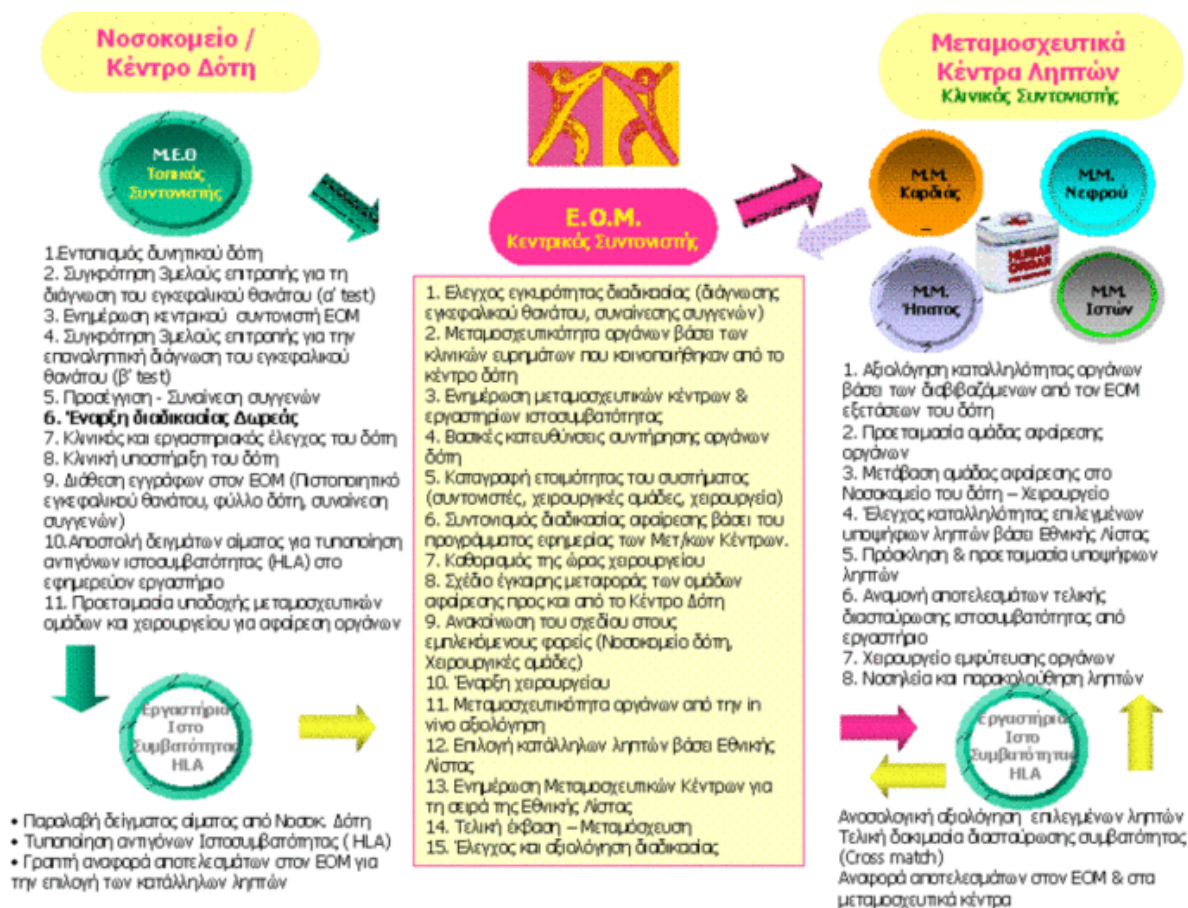 Νοσοκομείο /
Κέντρο Δότη
Μ.Ε.Θ
Τοπικός
Συντονιστής
1.Εντοπισμός δυνητικού δότη
2. Συγκρότηση 3μελούς επιτροπής για τη
διάγνωση του εγκεφαλικού θανάτου (α' test)
3. Ενημέρωση κεντρικού συντονιστή ΕΟΜ
4. Συγκρότηση 3μελούς επιτροπής για την
επαναληπτική διάγνωση του εγκεφαλικού
θανάτου (β' test)
5. Προσέγγιση - Συναίνεση συγγενών
6. Έναρξη διαδικασίας Δωρεάς
7. Κλινικός και εργαστηριακός έλεγχος του δότη
8. Κλινική υποστήριξη του δότη
9. Διάθεση εγγράφων στον ΕΟΜ (Πιστοποιητικό
εγκεφαλικού θανάτου, φύλλο δότη, συναίνεση
συγγενών)
10.Αποστολή δειγμάτων αίματος για τυποποίηση
αντιγόνων ιστοσυμβατότητας (HLA) στο
εφημερεύον εργαστήριο
11. Προετοιμασία υποδοχής μεταμοσχευτικών
ομάδων και χειρουργείου για αφαίρεση οργάνων
Εργαστήρια
Ιστο
Συμβατότητας
HLA
• Παραλαβή δείγματος αίματος από Νοσοκ. Δότη
• Τυποποίηση αντιγόνων Ιστοσυμβατότητας ( HLA)
• Γραπτή αναφορά αποτελεσμάτων στον ΕΟΜ για
την επιλογή των κατάλληλων ληπτών
Ε.Ο.Μ.
Κεντρικός Συντονιστής
1. Ελεγχος εγκυρότητας διαδικασίας (διάγνωσης
εγκεφαλικού θανάτου, συναίνεσης συγγενών)
2. Μεταμοσχευτικότητα οργάνων βάσει των
κλινικών ευρημάτων που κοινοποιήθηκαν από το
κέντρο δότη
3. Ενημέρωση μεταμοσχευτικών κέντρων &
εργαστηρίων ιστοσυμβατότητας
4. Βασικές κατευθύνσεις συντήρησης οργάνων
δότη
5. Καταγραφή ετοιμότητας του συστήματος
(συντονιστές, χειρουργικές ομάδες, χειρουργεία)
6. Συντονισμός διαδικασίας αφαίρεσης βάσει του
προγράμματος εφημερίας των Μετ/κων Κέντρων.
7. Καθορισμός της ώρας χειρουργείου
8. Σχέδιο έγκαιρης μεταφοράς των ομάδων
αφαίρεσης προς και από το Κέντρο Δότη
9. Ανακοίνωση του σχεδίου στους
εμπλεκόμενους φορείς (Νοσοκομείο δότη,
Χειρουργικές ομάδες)
10. Έναρξη χειρουργείου
11. Μεταμοσχευτικότητα οργάνων από την in
vivo αξιολόγηση
12. Επιλογή κατάλληλων ληπτών βάσει Εθνικής
Λίστας
13. Ενημέρωση Μεταμοσχευτικών Κέντρων για
τη σειρά της Εθνικής Λίστας
14. Τελική έκβαση – Μεταμόσχευση
15. Έλεγχος και αξιολόγηση διαδικασίας
Μεταμοσχευτικά
Κέντρα Ληπτών
Κλινικός Συντονιστής
Μ.Μ.
Καρδιάς
Μ.Μ.
Νεφρού
Μ.Μ.
Ήπατος
Μ.Μ.
Ιστών
HUMAN
ORGAN
1. Αξιολόγηση καταλληλότητας οργάνων
βάσει των διαβιβαζόμενων από τον ΕΟΜ
εξετάσεων του δότη
2. Προετοιμασία ομάδας αφαίρεσης
οργάνων
3. Μετάβαση ομάδας αφαίρεσης στο
Νοσοκομείο του δότη – Χειρουργείο
4. Έλεγχος καταλληλότητας επιλεγμένων
υποψήφιων ληπτών βάσει Εθνικής Λίστας
5. Πρόσκληση & προετοιμασία υποψήφιων
ληπτών
6. Αναμονή αποτελεσμάτων τελικής
διασταύρωσης ιστοσυμβατότητας από
εργαστήριο
7. Χειρουργείο εμφύτευσης οργάνων
8. Νοσηλεία και παρακολούθηση ληπτών
Εργαστήρια
Ιστο
Συμβατότητας
HLA
Ανοσολογική αξιολόγηση επιλεγμένων ληπτών
Τελική δοκιμασία διασταύρωσης συμβατότητας
(Cross match)
Αναφορά αποτελεσμάτων στον ΕΟΜ & στα
μεταμοσχευτικά κέντρα